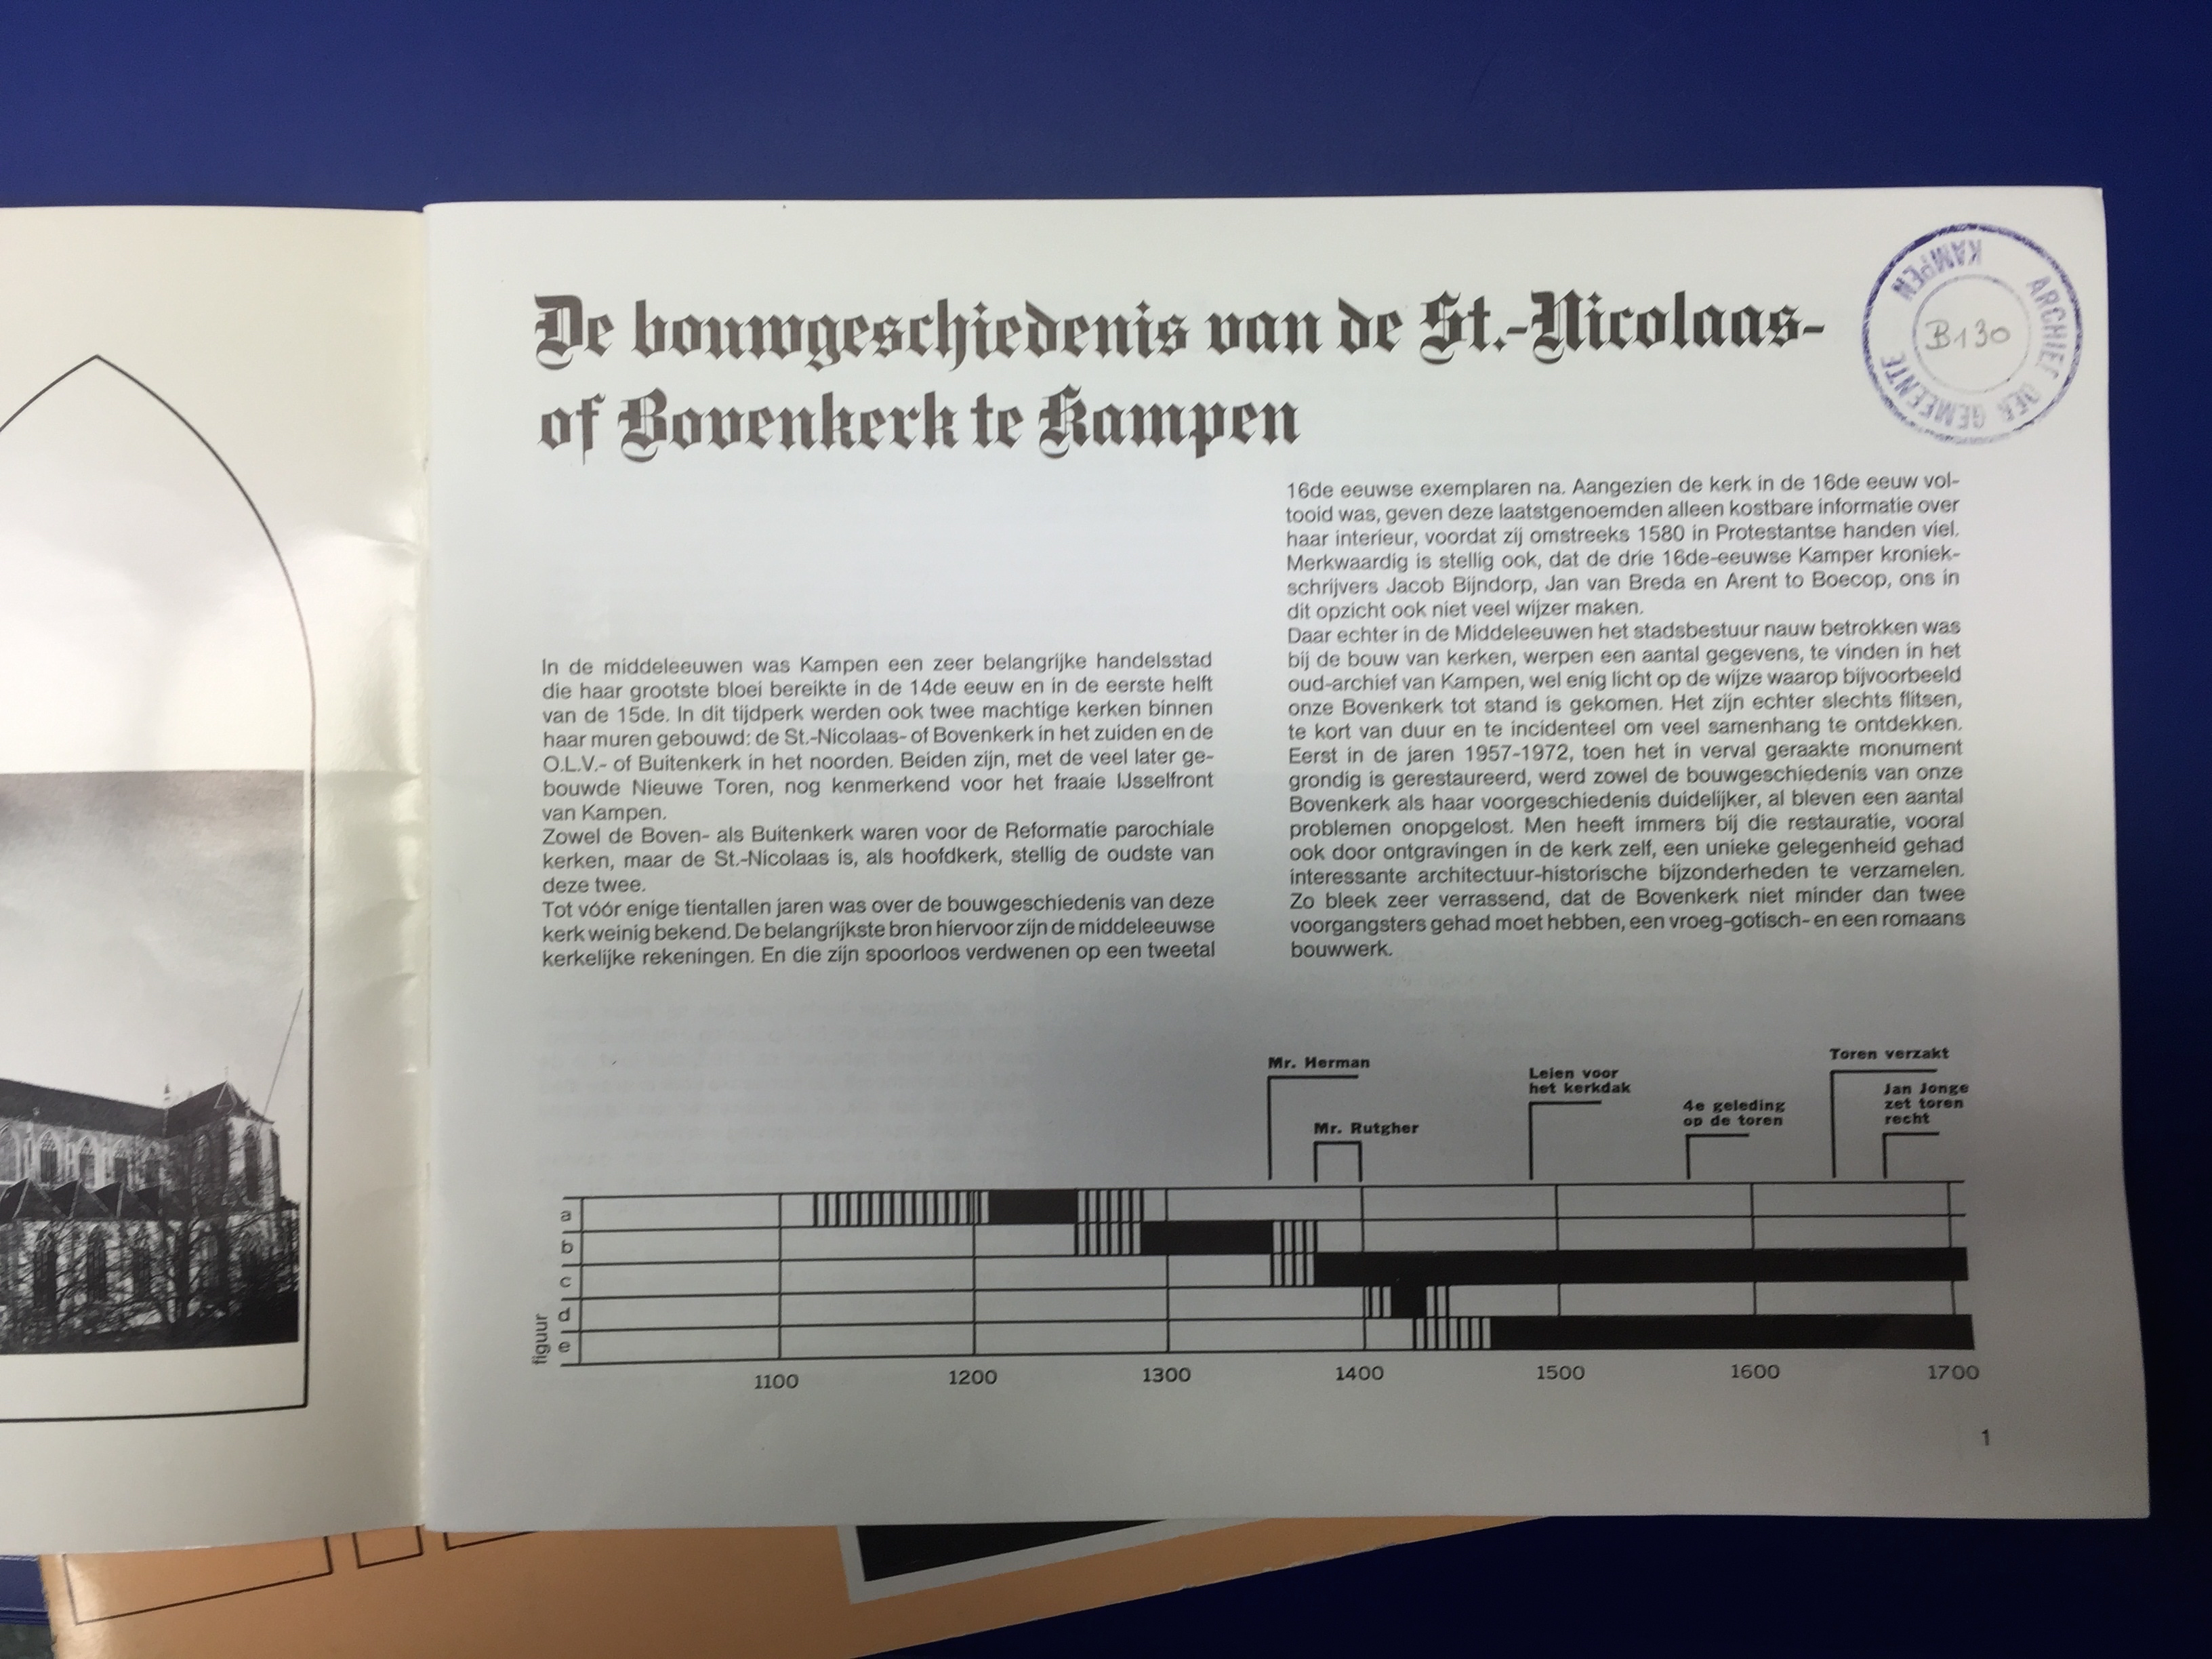 De bouwgeschiedenis van de St.-Nicolaas-
of Bovenkerk te Kampen
ARCHIEF DER GEMEENTE KAMPEN
B130
In de middeleeuwen was Kampen een zeer belangrijke handelsstad
die haar grootste bloei bereikte in de 14de eeuw en in de eerste helft
van de 15de. In dit tijdperk werden ook twee machtige kerken binnen
haar muren gebouwd: de St.-Nicolaas- of Bovenkerk in het zuiden en de
O.L.V.- of Buitenkerk in het noorden. Beiden zijn, met de veel later ge-
bouwde Nieuwe Toren, nog kenmerkend voor het fraaie IJsselfront
van Kampen.
Zowel de Boven- als Buitenkerk waren voor de Reformatie parochiale
kerken, maar de St.-Nicolaas is, als hoofdkerk, stellig de oudste van
deze twee.
Tot vóór enige tientallen jaren was over de bouwgeschiedenis van deze
kerk weinig bekend. De belangrijkste bron hiervoor zijn de middeleeuwse
kerkelijke rekeningen. En die zijn spoorloos verdwenen op een tweetal
16de eeuwse exemplaren na. Aangezien de kerk in de 16de eeuw vol-
tooid was, geven deze laatstgenoemden alleen kostbare informatie over
haar interieur, voordat zij omstreeks 1580 in Protestantse handen viel.
Merkwaardig is stellig ook, dat de drie 16de-eeuwse Kamper kroniek-
schrijvers Jacob Bijndorp, Jan van Breda en Arent to Boecop, ons in
dit opzicht ook niet veel wijzer maken.
Daar echter in de Middeleeuwen het stadsbestuur nauw betrokken was
bij de bouw van kerken, werpen een aantal gegevens, te vinden in het
oud-archief van Kampen, wel enig licht op de wijze waarop bijvoorbeeld
onze Bovenkerk tot stand is gekomen. Het zijn echter slechts flitsen,
te kort van duur en te incidenteel om veel samenhang te ontdekken.
Eerst in de jaren 1957-1972, toen het in verval geraakte monument
grondig is gerestaureerd, werd zowel de bouwgeschiedenis van onze
Bovenkerk als haar voorgeschiedenis duidelijker, al bleven een aantal
problemen onopgelost. Men heeft immers bij die restauratie, vooral
ook door ontgravingen in de kerk zelf, een unieke gelegenheid gehad
interessante architectuur-historische bijzonderheden te verzamelen.
Zo bleek zeer verrassend, dat de Bovenkerk niet minder dan twee
voorgangsters gehad moet hebben, een vroeg-gotisch- en een romaans
bouwwerk.
Mr. Herman
Mr. Rutgher
Leien voor
het kerkdak
4e geleding
op de toren
Toren verzakt
Jan Jonge
zet toren
recht
figuur
a
b
c
d
e
1100 1200 1300 1400 1500 1600 1700
1